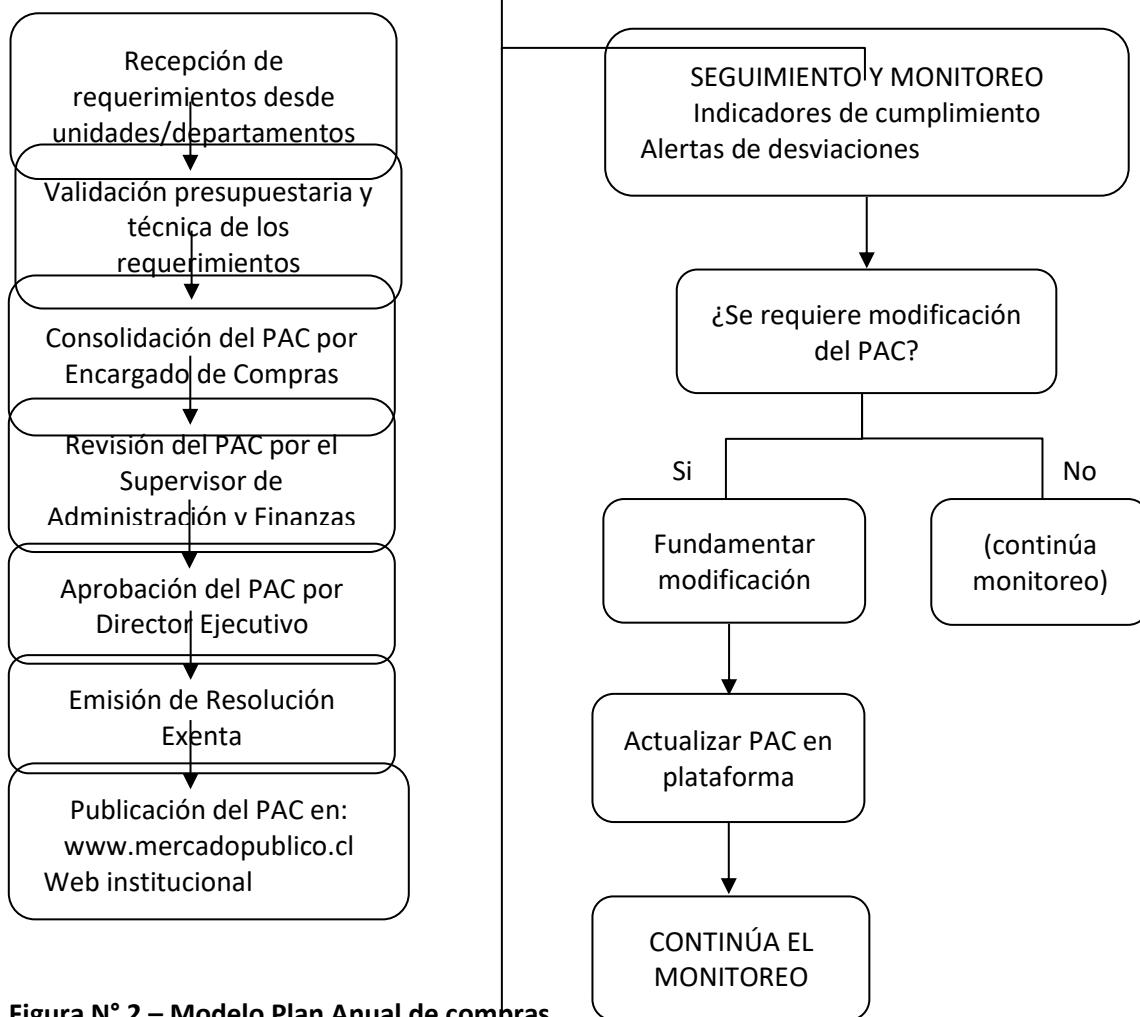 Recepción de
requerimientos desde
unidades/departamentos
Validación presupuestaria y
técnica de los
requerimientos
Consolidación del PAC por
Encargado de Compras
Revisión del PAC por el
Supervisor de
Administración y Finanzas
Aprobación del PAC por
Director Ejecutivo
Emisión de Resolución
Exenta
Publicación del PAC en:
www.mercadopublico.cl
Web institucional
SEGUIMIENTO Y MONITOREO
Indicadores de cumplimiento
Alertas de desviaciones
¿Se requiere modificación
del PAC?
Si
No
Fundamentar
modificación
(continúa
monitoreo)
Actualizar PAC en
plataforma
CONTINÚA EL
MONITOREO
Figura N° 2 – Modelo Plan Anual de compras